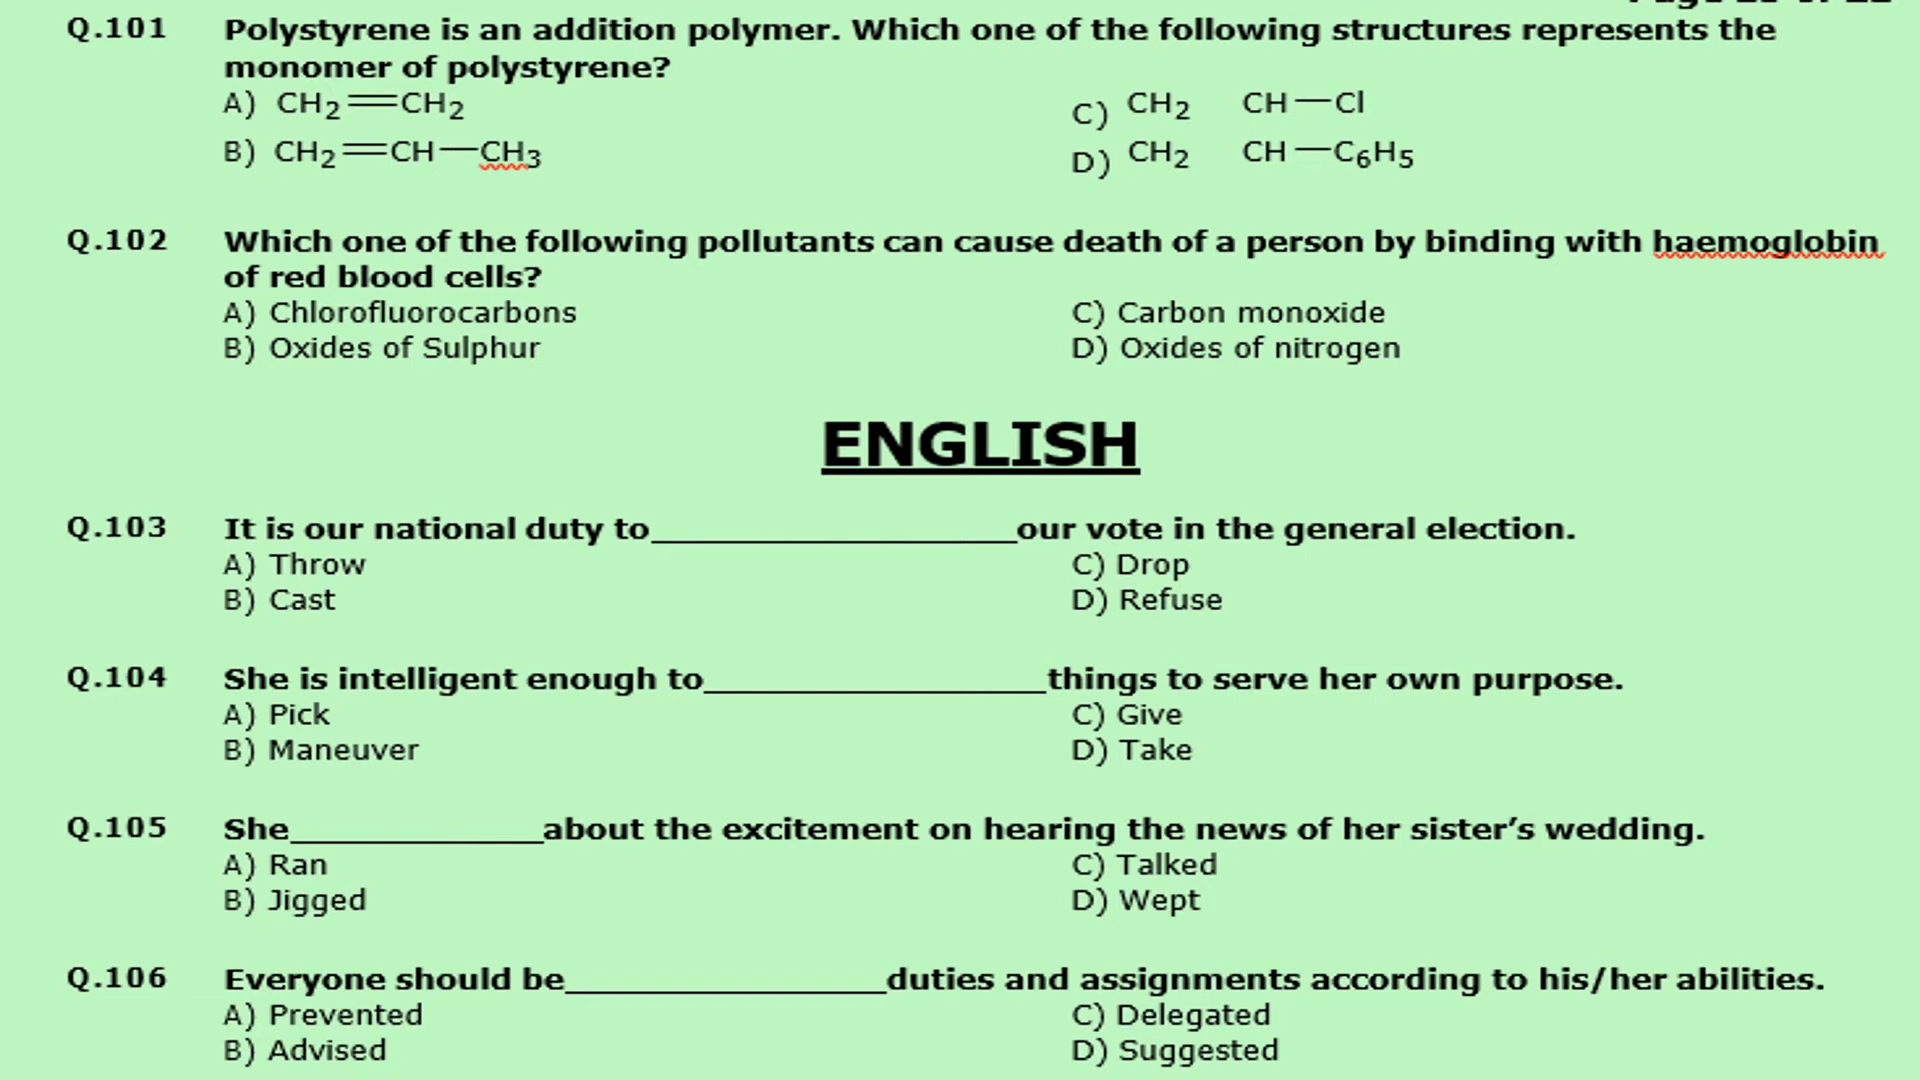 Q.101 Polystyrene is an addition polymer. Which one of the following structures represents the
monomer of polystyrene?
A) CH2=CH2 C) CH2 CH—Cl
B) CH2=CH—CH3 D) CH2 CH—C6H5
Q.102 Which one of the following pollutants can cause death of a person by binding with haemoglobin
of red blood cells?
A) Chlorofluorocarbons C) Carbon monoxide
B) Oxides of Sulphur D) Oxides of nitrogen
ENGLISH
Q.103 It is our national duty to____________________our vote in the general election.
A) Throw C) Drop
B) Cast D) Refuse
Q.104 She is intelligent enough to___________________things to serve her own purpose.
A) Pick C) Give
B) Maneuver D) Take
Q.105 She______________about the excitement on hearing the news of her sister’s wedding.
A) Ran C) Talked
B) Jigged D) Wept
Q.106 Everyone should be__________________duties and assignments according to his/her abilities.
A) Prevented C) Delegated
B) Advised D) Suggested